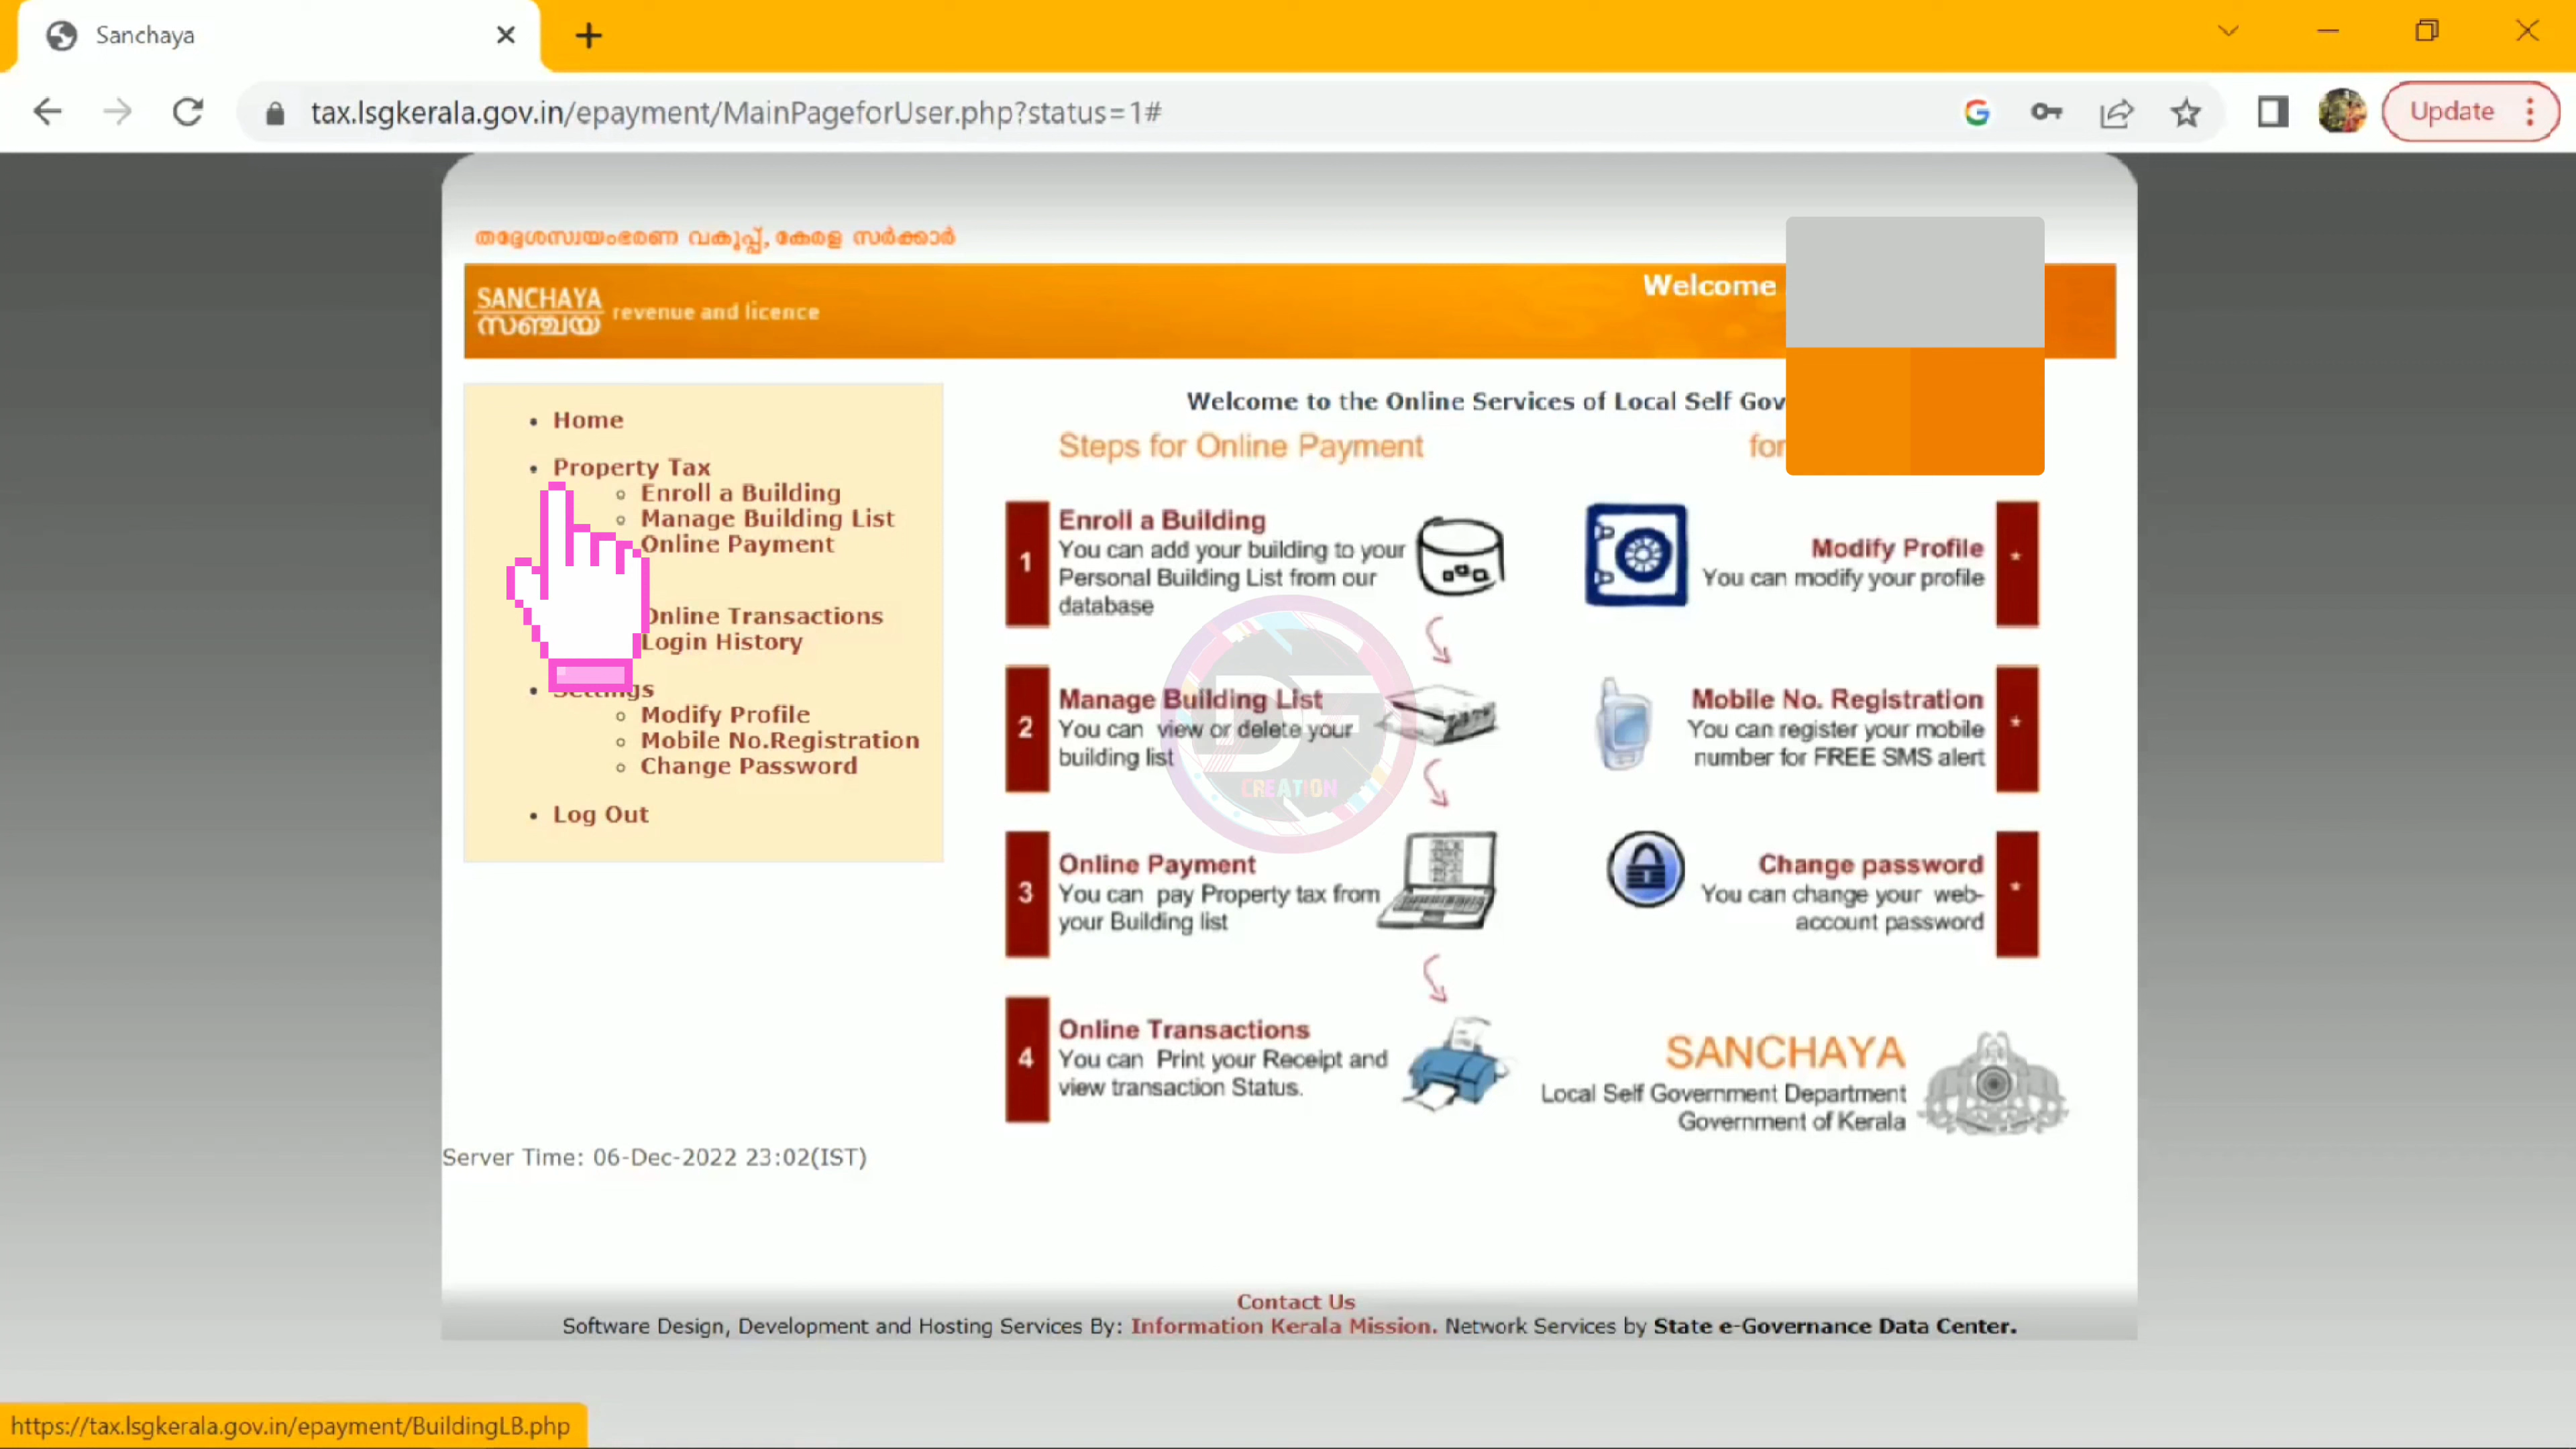 Sanchaya
tax.lsgkerala.gov.in/epayment/MainPageforUser.php?status=1#
Update
തദ്ദേശസ്വയംഭരണ വകുപ്പ്, കേരള സർക്കാർ
SANCHAYA
സഞ്ചയ
revenue and licence
Welcome
Home
Property Tax
Enroll a Building
Manage Building List
Online Payment
Online Transactions
Login History
Settings
Modify Profile
Mobile No.Registration
Change Password
Log Out
Welcome to the Online Services of Local Self Gov
Steps for Online Payment
for
1
Enroll a Building
You can add your building to your
Personal Building List from our
database
2
Manage Building List
You can view or delete your
building list
3
Online Payment
You can pay Property tax from
your Building list
4
Online Transactions
You can Print your Receipt and
view transaction Status.
Modify Profile
*
You can modify your profile
Mobile No. Registration
*
You can register your mobile
number for FREE SMS alert
Change password
*
You can change your web-
account password
CREATION
SANCHAYA
Local Self Government Department
Government of Kerala
Server Time: 06-Dec-2022 23:02(IST)
Contact Us
Software Design, Development and Hosting Services By: Information Kerala Mission. Network Services by State e-Governance Data Center.
https://tax.lsgkerala.gov.in/epayment/BuildingLB.php